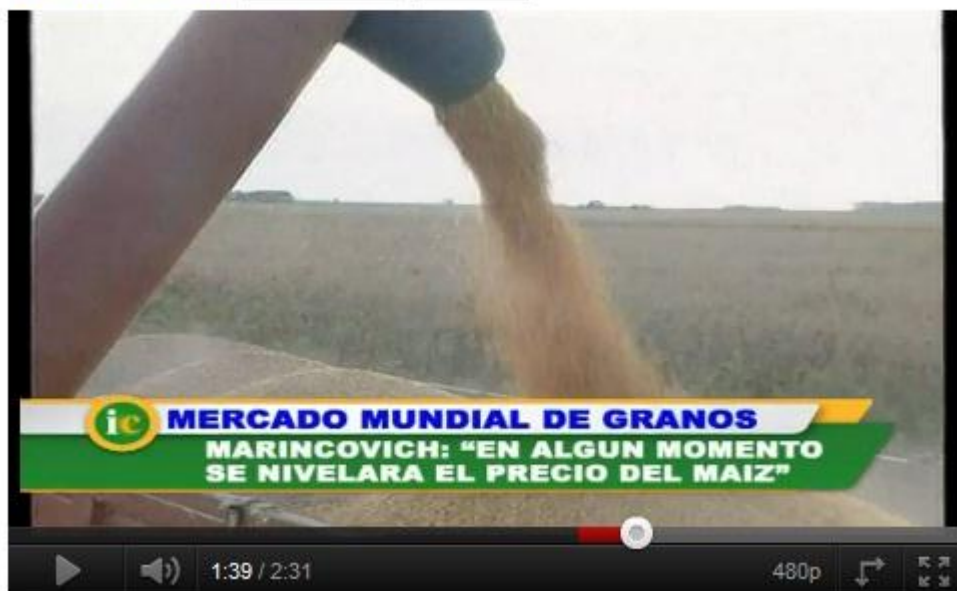 ic MERCADO MUNDIAL DE GRANOS
MARINCOVICH: “EN ALGUN MOMENTO
SE NIVELARA EL PRECIO DEL MAIZ”
1:39 / 2:31 480p